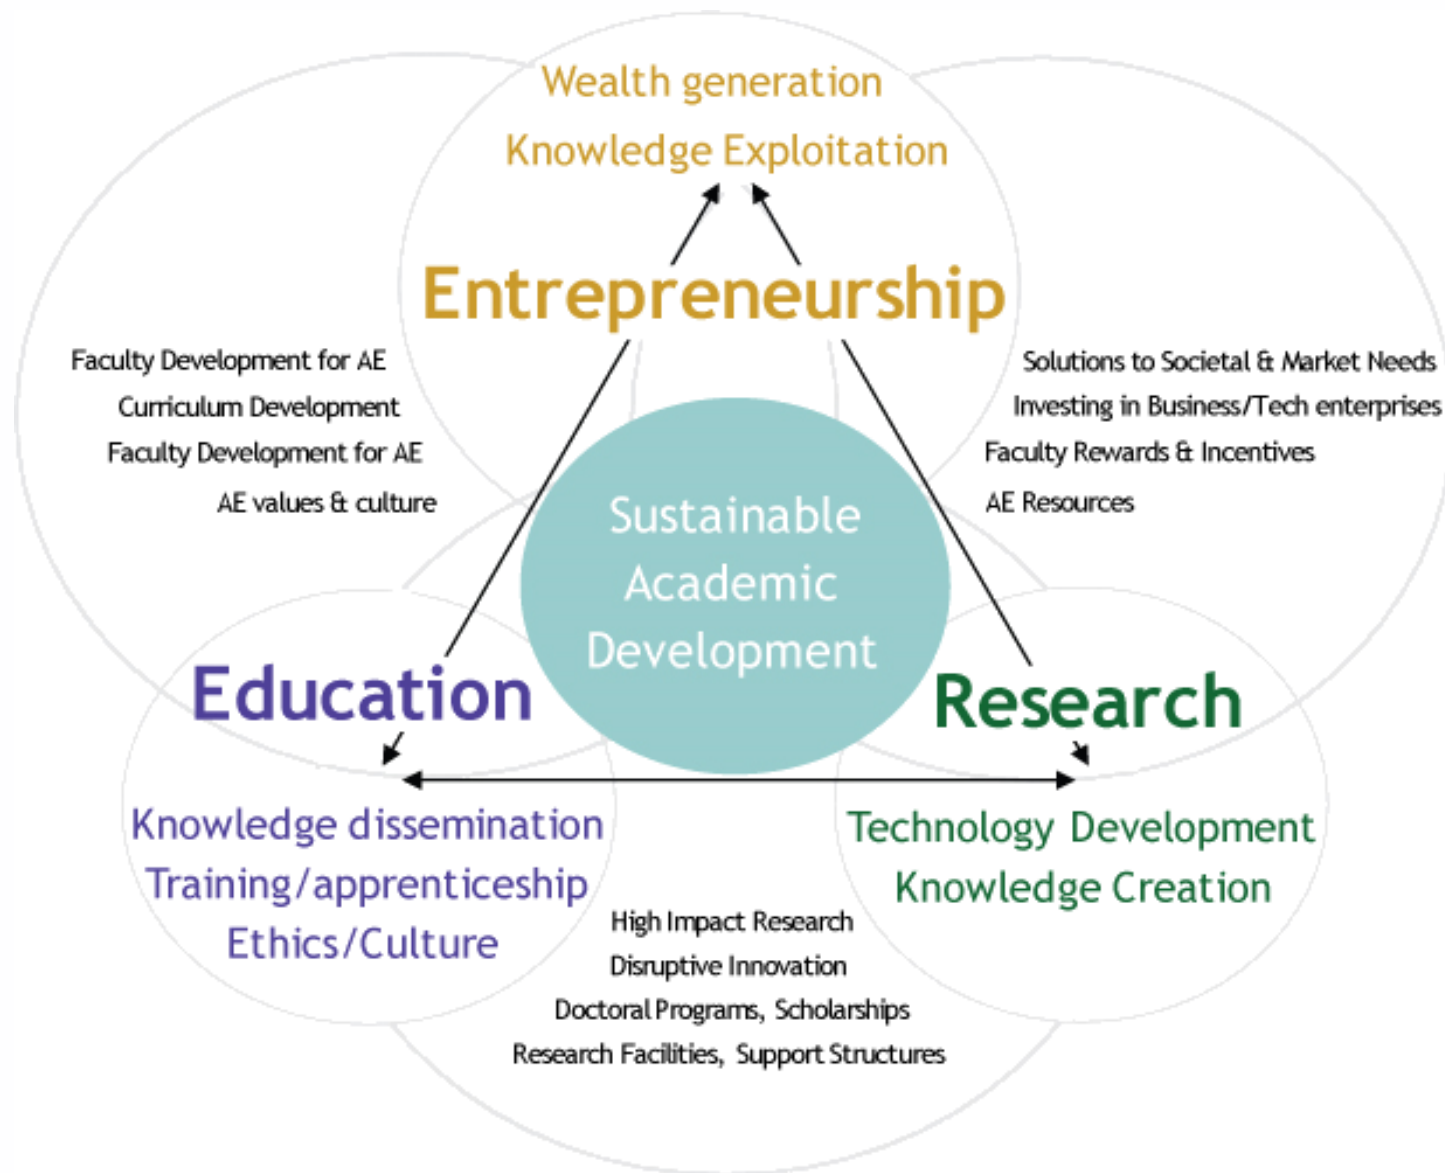 Wealth generation
Knowledge Exploitation
Entrepreneurship
Faculty Development for AE
Curriculum Development
Faculty Development for AE
AE values & culture
Solutions to Societal & Market Needs
Investing in Business/Tech enterprises
Faculty Rewards & Incentives
AE Resources
Sustainable
Academic
Development
Education
Knowledge dissemination
Training/apprenticeship
Ethics/Culture
Research
Technology Development
Knowledge Creation
High Impact Research
Disruptive Innovation
Doctoral Programs, Scholarships
Research Facilities, Support Structures